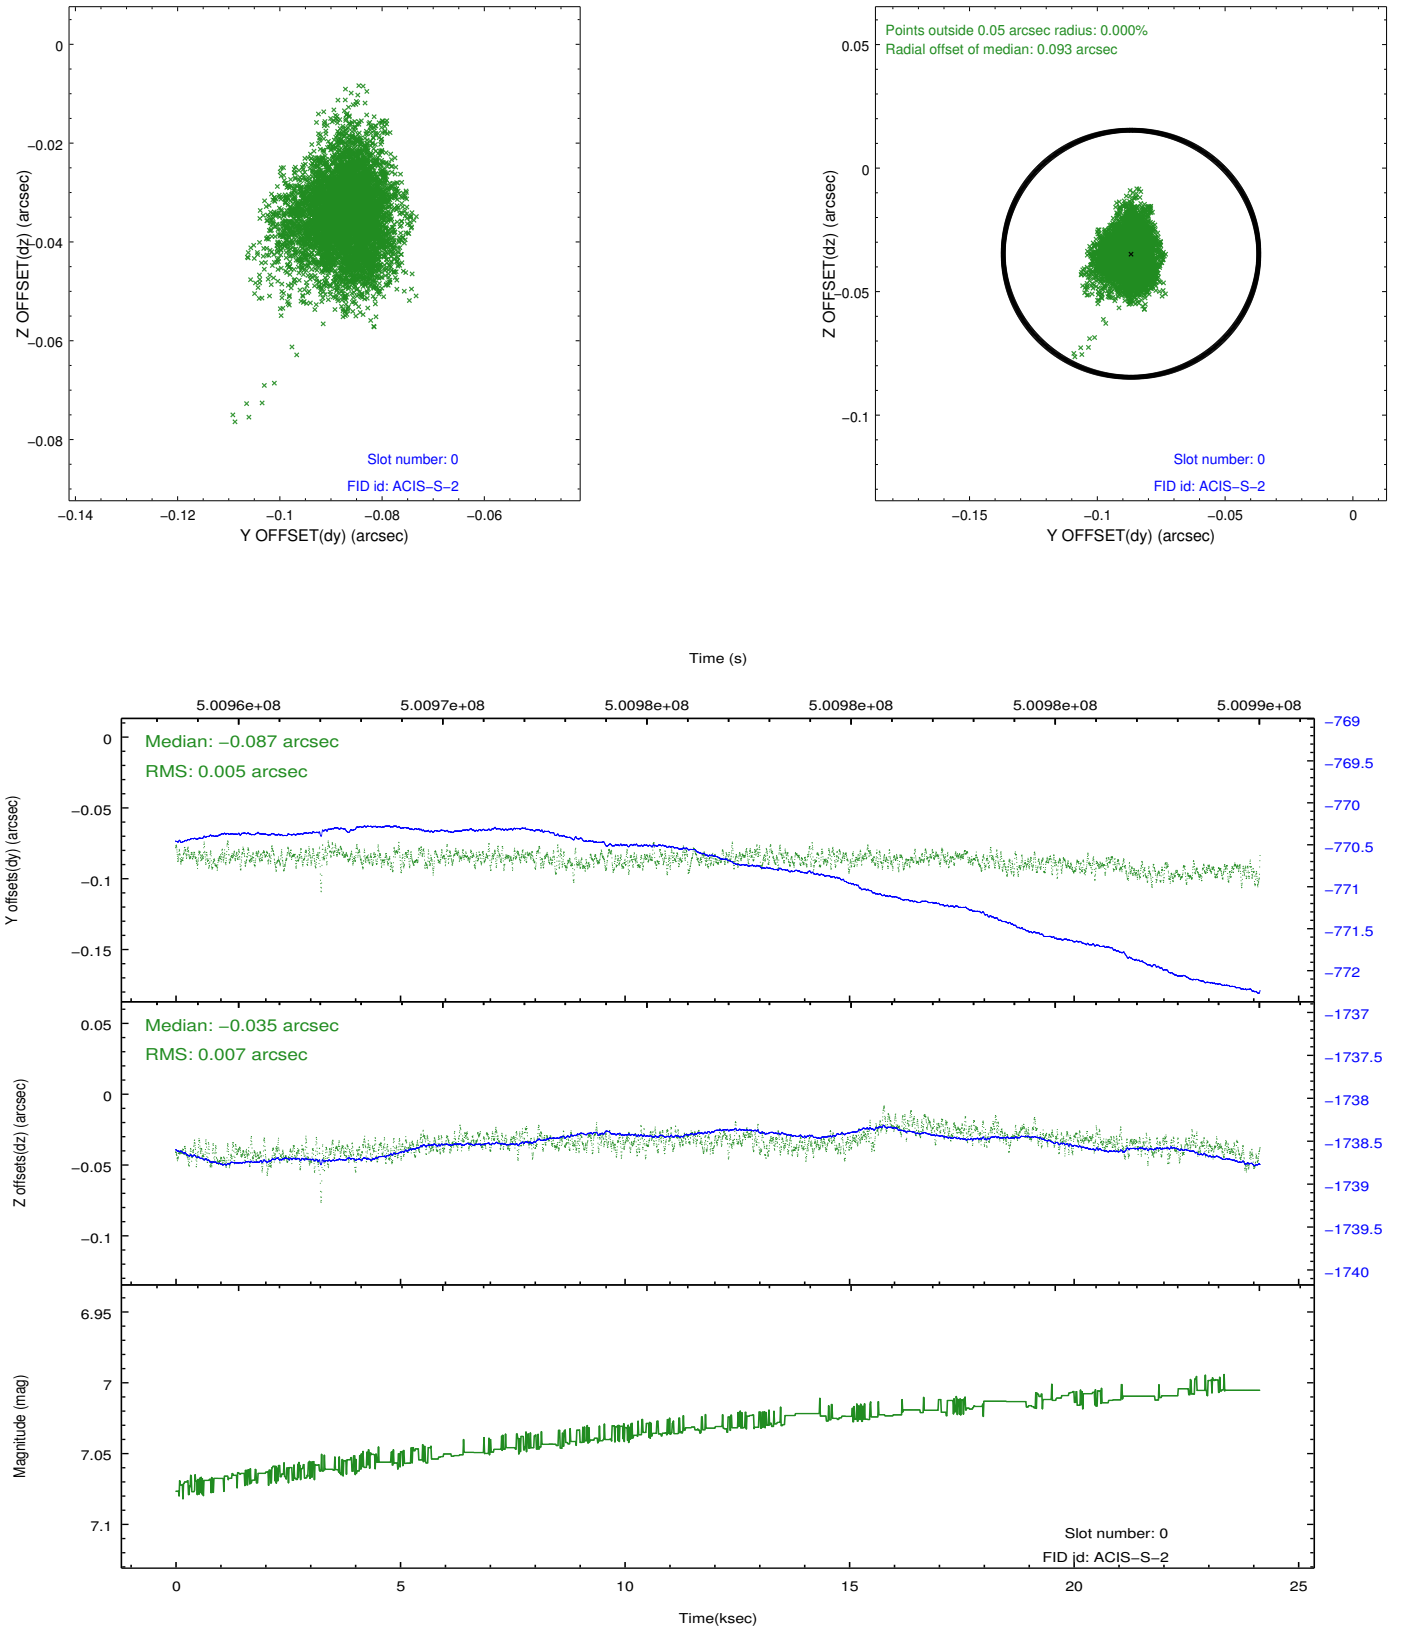 0
−0.02
−0.04
−0.06
−0.08
Z OFFSET(dz) (arcsec)
Slot number: 0
FID id: ACIS−S−2
−0.14
−0.12
−0.1
−0.08
−0.06
Y OFFSET(dy) (arcsec)
Points outside 0.05 arcsec radius: 0.000%
Radial offset of median: 0.093 arcsec
0.05
0
−0.05
−0.1
Z OFFSET(dz) (arcsec)
Slot number: 0
FID id: ACIS−S−2
−0.15
−0.1
−0.05
0
Y OFFSET(dy) (arcsec)
Time (s)
5.0096e+08
5.0097e+08
5.0098e+08
5.0098e+08
5.0098e+08
5.0099e+08
Median: −0.087 arcsec
RMS: 0.005 arcsec
0
−0.05
−0.1
−0.15
Y offsets(dy) (arcsec)
−769
−769.5
−770
−770.5
−771
−771.5
−772
Median: −0.035 arcsec
RMS: 0.007 arcsec
0.05
0
−0.05
−0.1
Z offsets(dz) (arcsec)
−1737
−1737.5
−1738
−1738.5
−1739
−1739.5
−1740
6.95
7
7.05
7.1
Magnitude (mag)
Slot number: 0
FID id: ACIS−S−2
0
5
10
15
20
25
Time(ksec)